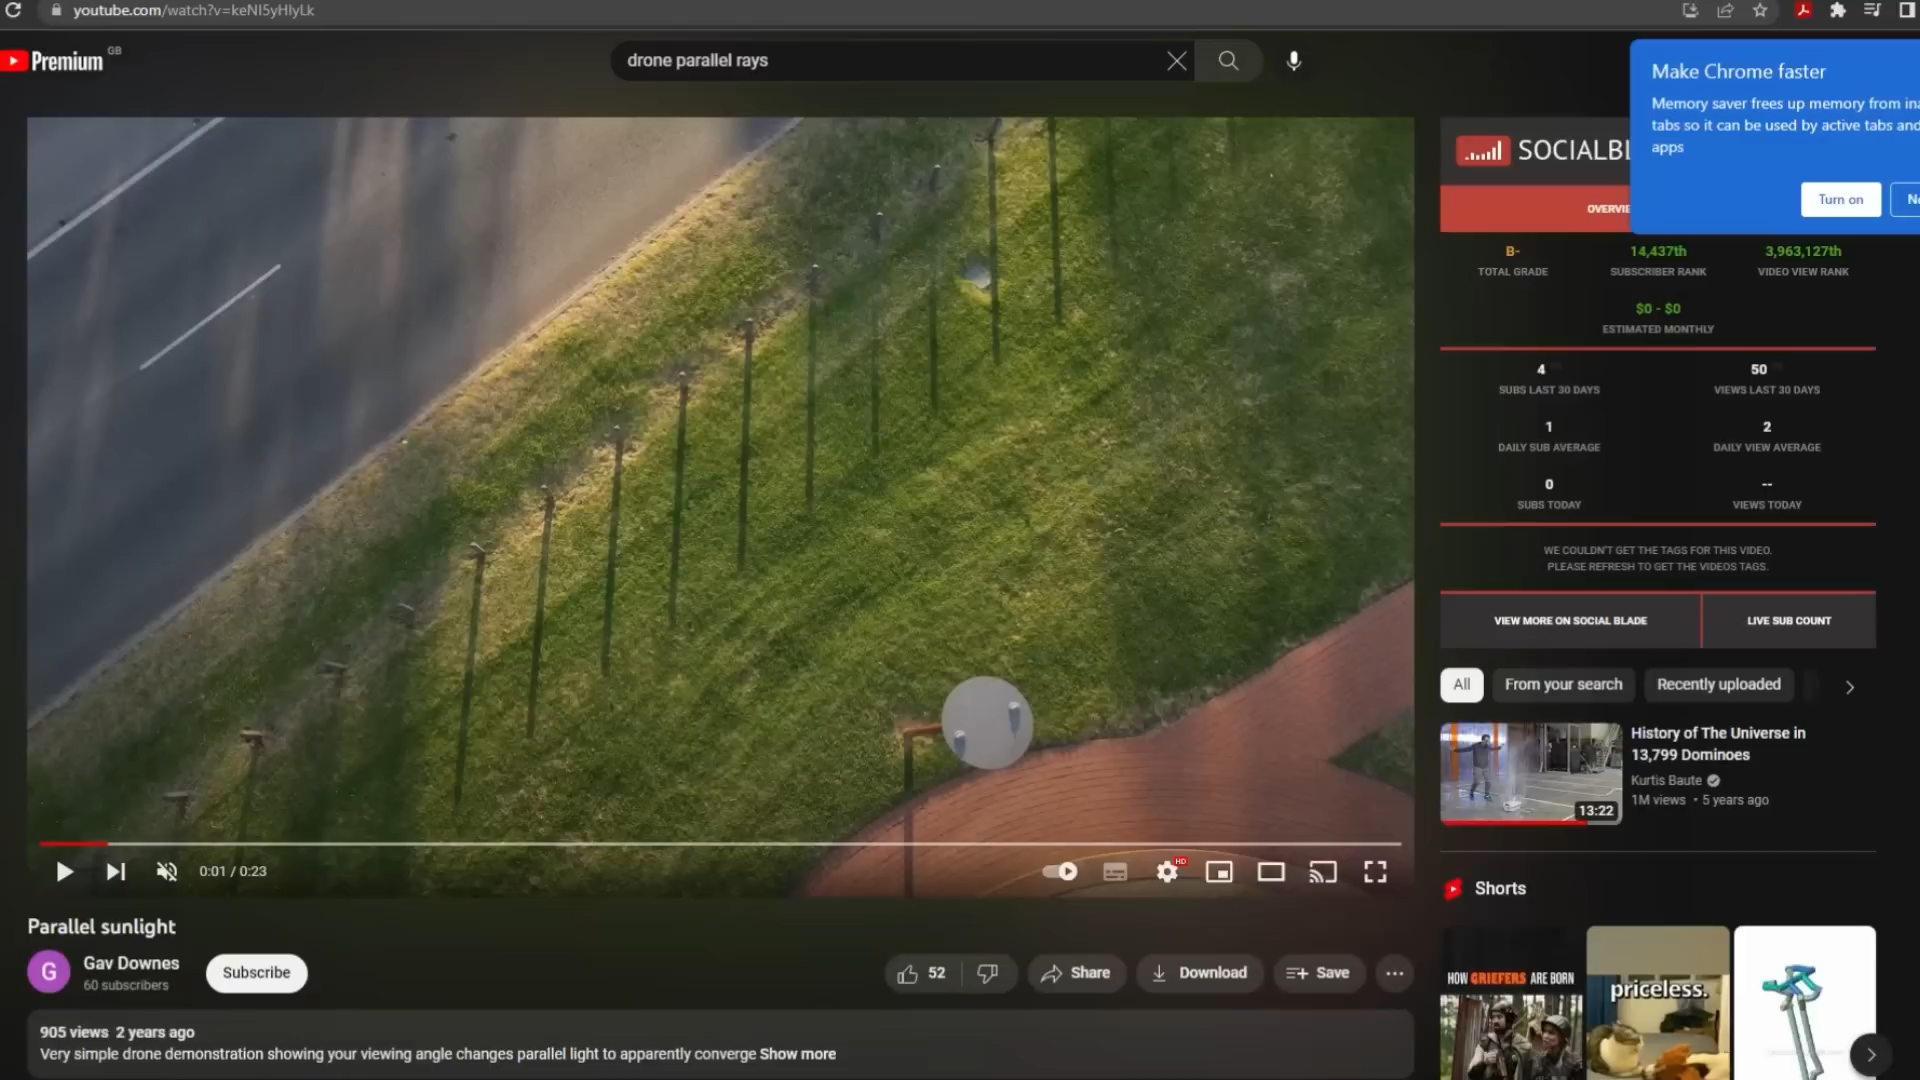 youtube.com/watch?v=keNI5yHlyLk
Premium GB
drone parallel rays
Make Chrome faster
Memory saver frees up memory from ina
tabs so it can be used by active tabs and
apps
Turn on
No
SOCIALBL
OVERVIE
B-
TOTAL GRADE
14,437th
SUBSCRIBER RANK
3,963,127th
VIDEO VIEW RANK
$0 - $0
ESTIMATED MONTHLY
4
SUBS LAST 30 DAYS
50
VIEWS LAST 30 DAYS
1
DAILY SUB AVERAGE
2
DAILY VIEW AVERAGE
0
SUBS TODAY
--
VIEWS TODAY
WE COULDN'T GET THE TAGS FOR THIS VIDEO.
PLEASE REFRESH TO GET THE VIDEOS TAGS.
VIEW MORE ON SOCIAL BLADE
LIVE SUB COUNT
All
From your search
Recently uploaded
History of The Universe in
13,799 Dominoes
Kurtis Baute
1M views • 5 years ago
13:22
Shorts
HOW GRIEFERS ARE BORN
priceless.
0:01 / 0:23
HD
Parallel sunlight
G
Gav Downes
60 subscribers
Subscribe
52
Share
Download
Save
905 views 2 years ago
Very simple drone demonstration showing your viewing angle changes parallel light to apparently converge Show more